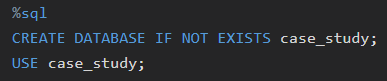 %sql
CREATE DATABASE IF NOT EXISTS case_study;
USE case_study;